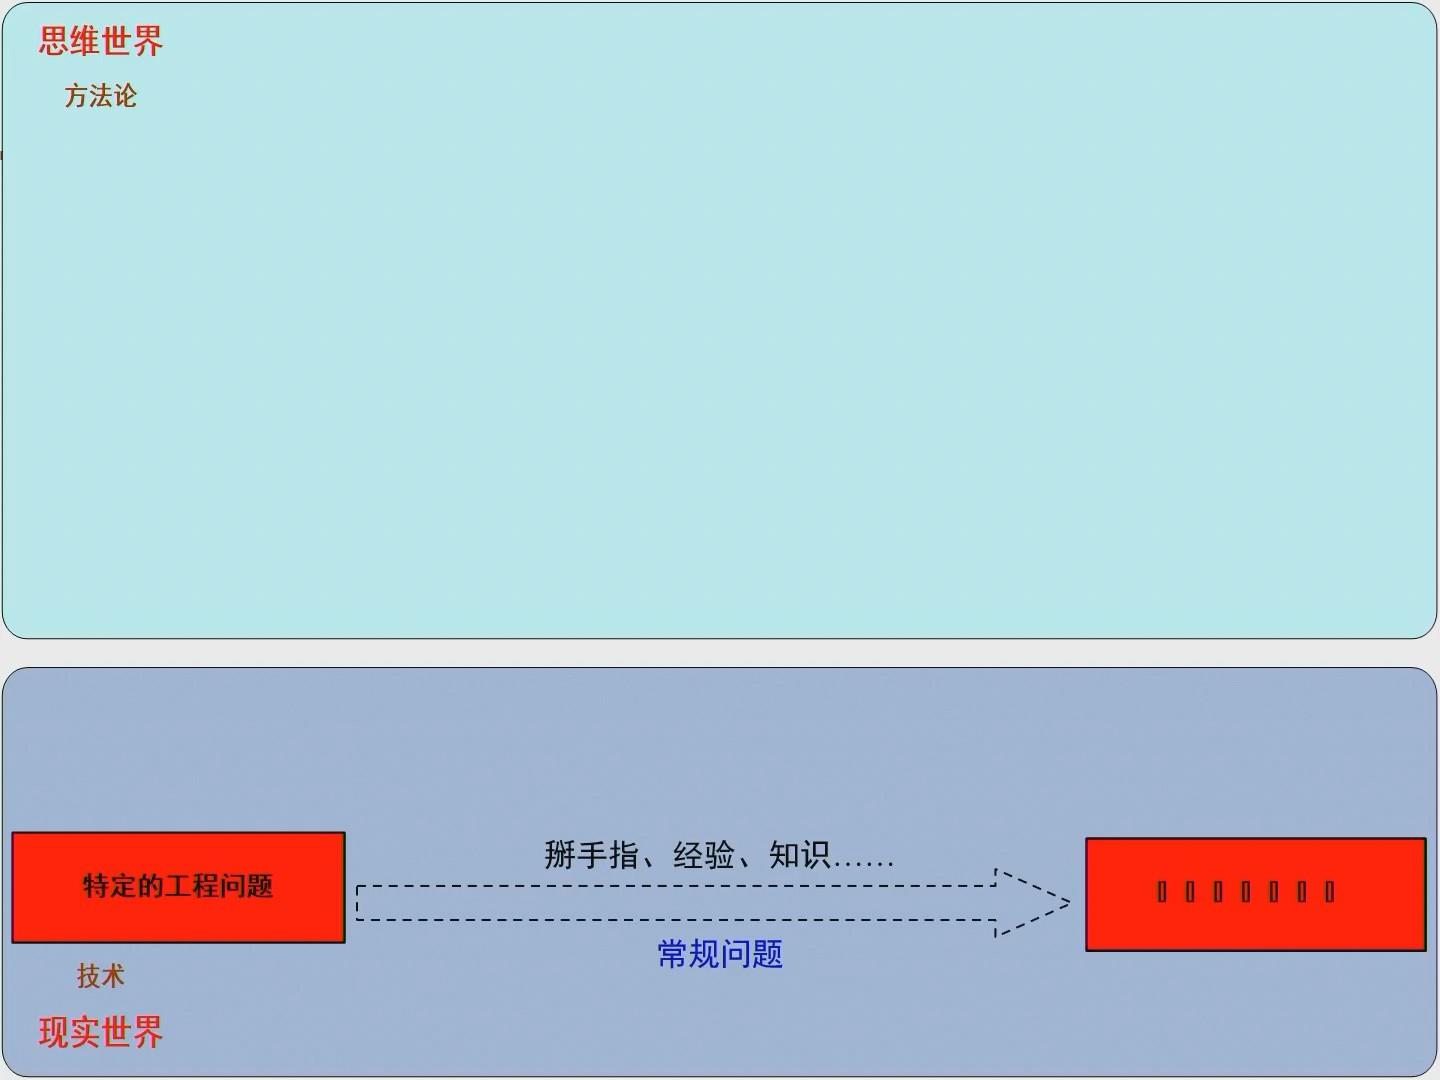 思维世界
方法论
掰手指、经验、知识……
特定的工程问题
常规问题
技术
现实世界